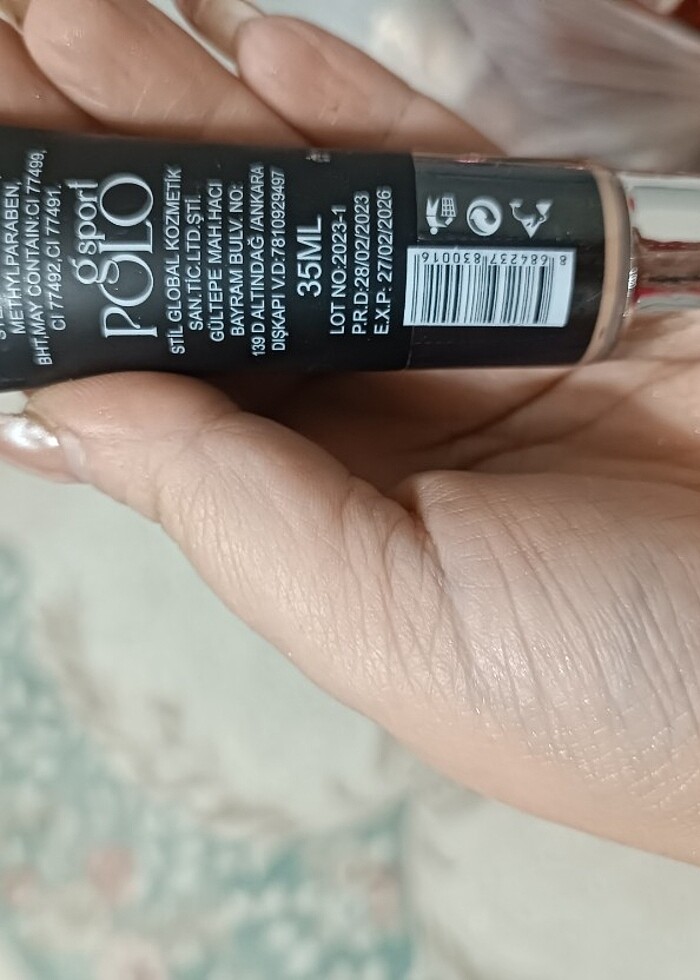 METHYLPARABEN,
BHT,MAY CONTAIN:CI 77499,
CI 77492,CI 77491.
gsport
POLO
STİL GLOBAL KOZMETİK
SAN.TİC.LTD.ŞTİ.
GÜLTEPE MAH.HACI
BAYRAM BULV. NO:
139 D ALTINDAĞ /ANKARA
DIŞKAPI V.D:7810929497
35ML
LOT NO:2023-1
P.R.D:28/02/2023
E.X.P: 27/02/2026
8 684237 830016